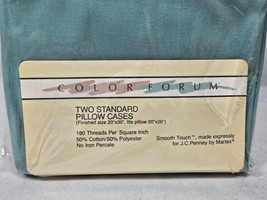 COLOR FORUM
TWO STANDARD
PILLOW CASES
(Finished size 20"x30", fits pillow 20"x26")
180 Threads Per Square Inch
50% Cotton/50% Polyester
No Iron Percale
Smooth Touch™, made expressly
for J.C.Penney by Martex®